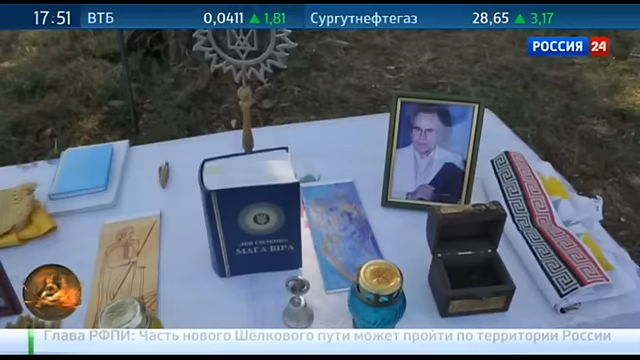 17:51 ВТБ 0,0411 ▲ 1,81 Сургутнефтегаз 28,65 ▲ 3,17
РОССИЯ 24
ЛЕВ СИЛЕНКО
МАГА ВІРА
Глава РФПИ: Часть нового Шёлкового пути может пройти по территории России